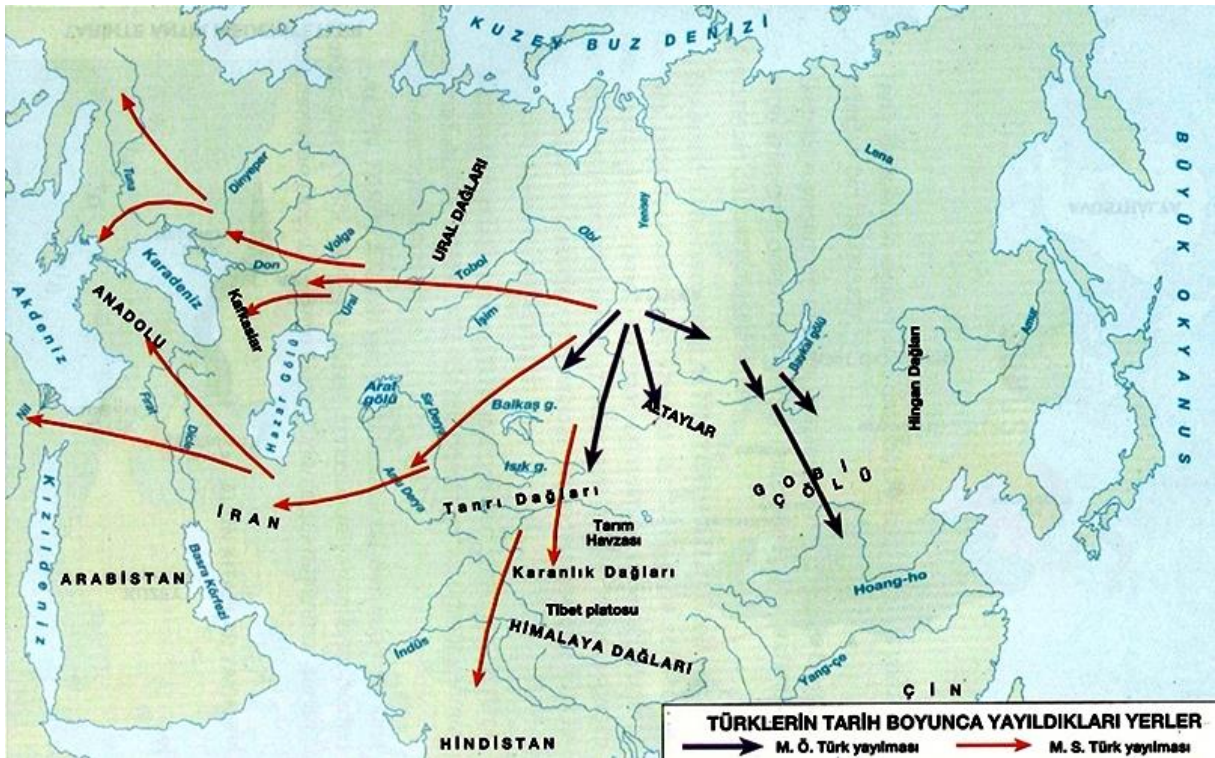 KUZEY BUZ DENİZİ
BÜYÜK OKYANUS
Lena
Yenisey
Obi
Dinyeper
Tuna
URAL DAĞLARI
Volga
Don
Tobol
İşim
Ural
Karadeniz
Kafkaslar
ANADOLU
Akdeniz
Hazar Gölü
Aral gölü
Sir Derya
Amu Derya
Balkaş g.
Isık g.
ALTAYLAR
Baykal gölü
Hingan Dağları
Amur
GOBİ ÇÖLÜ
Nil
Fırat
Dicle
İRAN
Tanrı Dağları
Tarım Havzası
Karanlık Dağları
Tibet platosu
HİMALAYA DAĞLARI
Hoang-ho
Yang-çe
ÇİN
Kızıldeniz
ARABİSTAN
Basra Körfezi
İndüs
HİNDİSTAN
TÜRKLERİN TARİH BOYUNCA YAYILDIKLARI YERLER
M. Ö. Türk yayılması
M. S. Türk yayılması